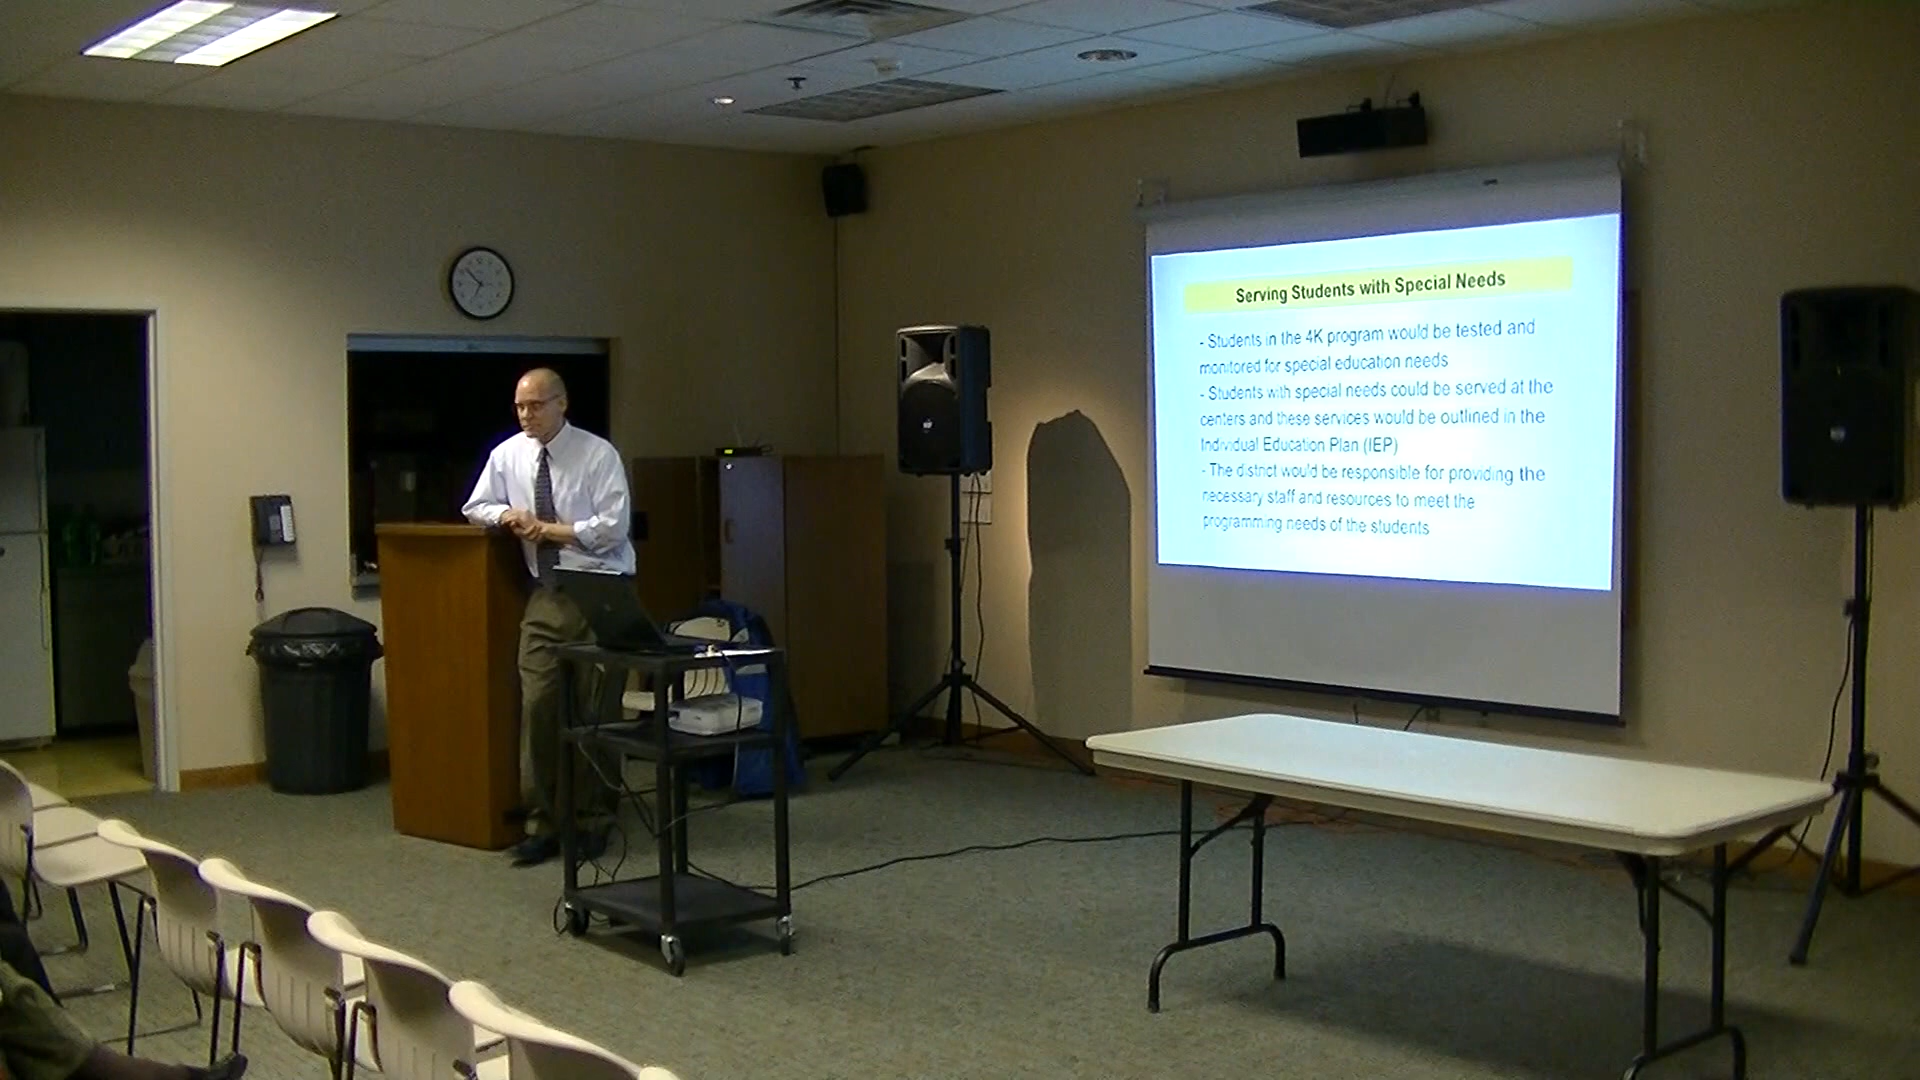 Serving Students with Special Needs
- Students in the 4K program would be tested and
monitored for special education needs
- Students with special needs could be served at the
centers and these services would be outlined in the
Individual Education Plan (IEP)
- The district would be responsible for providing the
necessary staff and resources to meet the
programming needs of the students